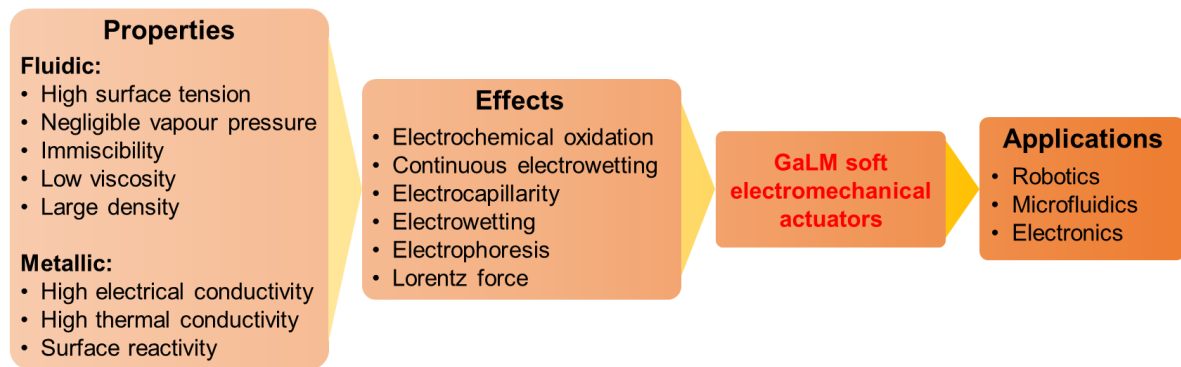 Properties
Fluidic:
• High surface tension
• Negligible vapour pressure
• Immiscibility
• Low viscosity
• Large density
Metallic:
• High electrical conductivity
• High thermal conductivity
• Surface reactivity
Effects
• Electrochemical oxidation
• Continuous electrowetting
• Electrocapillarity
• Electrowetting
• Electrophoresis
• Lorentz force
GaLM soft
electromechanical
actuators
Applications
• Robotics
• Microfluidics
• Electronics